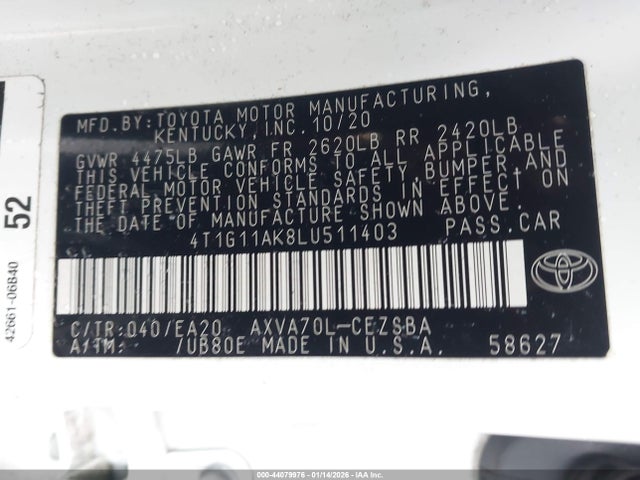 MFD.BY:TOYOTA MOTOR MANUFACTURING,
KENTUCKY,INC.10/20
GVWR 4475LB GAWR FR 2620LB RR 2420LB
THIS VEHICLE CONFORMS TO ALL APPLICABLE
FEDERAL MOTOR VEHICLE SAFETY,BUMPER,AND
THEFT PREVENTION STANDARDS IN EFFECT ON
THE DATE OF MANUFACTURE SHOWN ABOVE.
4T1G11AK8LU511403 PASS.CAR
C/TR:040/EA20 AXVA70L-CEZSBA
A/TM: /UB80E MADE IN U.S.A. 58627
52
42661-06B40
000-44079976 - 01/14/2026 - COPART